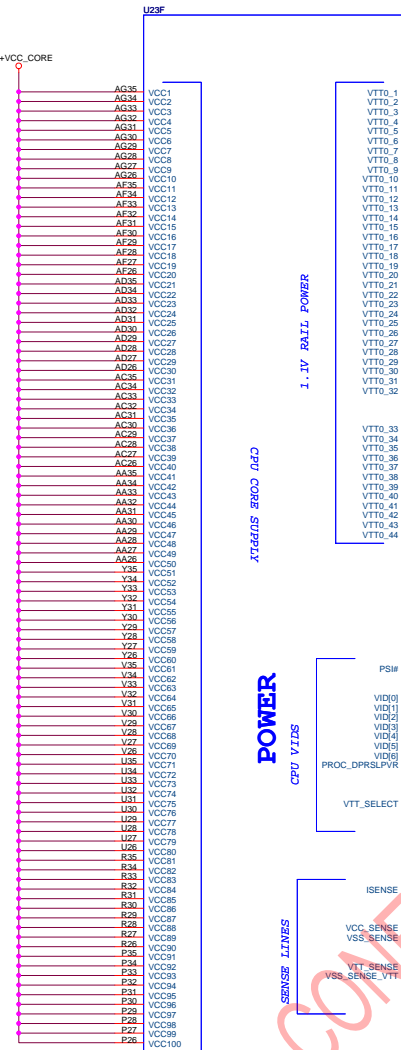 U23F
+VCC_CORE
AG35 VCC1 VTT0_1
AG34 VCC2 VTT0_2
AG33 VCC3 VTT0_3
AG32 VCC4 VTT0_4
AG31 VCC5 VTT0_5
AG30 VCC6 VTT0_6
AG29 VCC7 VTT0_7
AG28 VCC8 VTT0_8
AG27 VCC9 VTT0_9
AG26 VCC10 VTT0_10
AF35 VCC11 VTT0_11
AF34 VCC12 VTT0_12
AF33 VCC13 VTT0_13
AF32 VCC14 VTT0_14
AF31 VCC15 VTT0_15
AF30 VCC16 VTT0_16
AF29 VCC17 VTT0_17
AF28 VCC18 VTT0_18
AF27 VCC19 VTT0_19
AF26 VCC20 VTT0_20
AD35 VCC21 VTT0_21
AD34 VCC22 VTT0_22
AD33 VCC23 VTT0_23
AD32 VCC24 VTT0_24
AD31 VCC25 VTT0_25
AD30 VCC26 VTT0_26
AD29 VCC27 VTT0_27
AD28 VCC28 VTT0_28
AD27 VCC29 VTT0_29
AD26 VCC30 VTT0_30
AC35 VCC31 VTT0_31
AC34 VCC32 VTT0_32
AC33 VCC33
AC32 VCC34
AC31 VCC35
AC30 VCC36 VTT0_33
AC29 VCC37 VTT0_34
AC28 VCC38 VTT0_35
AC27 VCC39 VTT0_36
AC26 VCC40 VTT0_37
AA35 VCC41 VTT0_38
AA34 VCC42 VTT0_39
AA33 VCC43 VTT0_40
AA32 VCC44 VTT0_41
AA31 VCC45 VTT0_42
AA30 VCC46 VTT0_43
AA29 VCC47 VTT0_44
AA28 VCC48
AA27 VCC49
AA26 VCC50
Y35 VCC51
Y34 VCC52
Y33 VCC53
Y32 VCC54
Y31 VCC55
Y30 VCC56
Y29 VCC57
Y28 VCC58
Y27 VCC59
Y26 VCC60
V35 VCC61
V34 VCC62
V33 VCC63
V32 VCC64
V31 VCC65
V30 VCC66
V29 VCC67
V28 VCC68
V27 VCC69
V26 VCC70
U35 VCC71
U34 VCC72
U33 VCC73
U32 VCC74
U31 VCC75
U30 VCC76
U29 VCC77
U28 VCC78
U27 VCC79
U26 VCC80
R35 VCC81
R34 VCC82
R33 VCC83
R32 VCC84
R31 VCC85
R30 VCC86
R29 VCC87
R28 VCC88
R27 VCC89
R26 VCC90
P35 VCC91
P34 VCC92
P33 VCC93
P32 VCC94
P31 VCC95
P30 VCC96
P29 VCC97
P28 VCC98
P27 VCC99
P26 VCC100
1.1V RAIL POWER
CPU CORE SUPPLY
POWER
CPU VIDS
PSI#
VID[0]
VID[1]
VID[2]
VID[3]
VID[4]
VID[5]
VID[6]
PROC_DPRSLPVR
VTT_SELECT
SENSE LINES
ISENSE
VCC_SENSE
VSS_SENSE
VTT_SENSE
VSS_SENSE_VTT
CONF